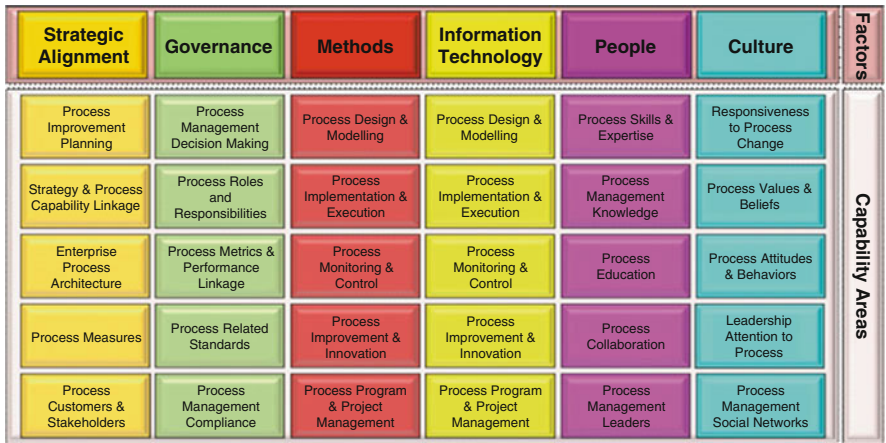 Strategic
Alignment
Governance
Methods
Information
Technology
People
Culture
Factors
Process
Improvement
Planning
Process
Management
Decision Making
Process Design &
Modelling
Process Design &
Modelling
Process Skills &
Expertise
Responsiveness
to Process
Change
Strategy & Process
Capability Linkage
Process Roles
and
Responsibilities
Process
Implementation &
Execution
Process
Implementation &
Execution
Process
Management
Knowledge
Process Values &
Beliefs
Enterprise
Process
Architecture
Process Metrics &
Performance
Linkage
Process
Monitoring &
Control
Process
Monitoring &
Control
Process
Education
Process Attitudes
& Behaviors
Process Measures
Process Related
Standards
Process
Improvement &
Innovation
Process
Improvement &
Innovation
Process
Collaboration
Leadership
Attention to
Process
Process
Customers &
Stakeholders
Process
Management
Compliance
Process Program
& Project
Management
Process Program
& Project
Management
Process
Management
Leaders
Process
Management
Social Networks
Capability Areas